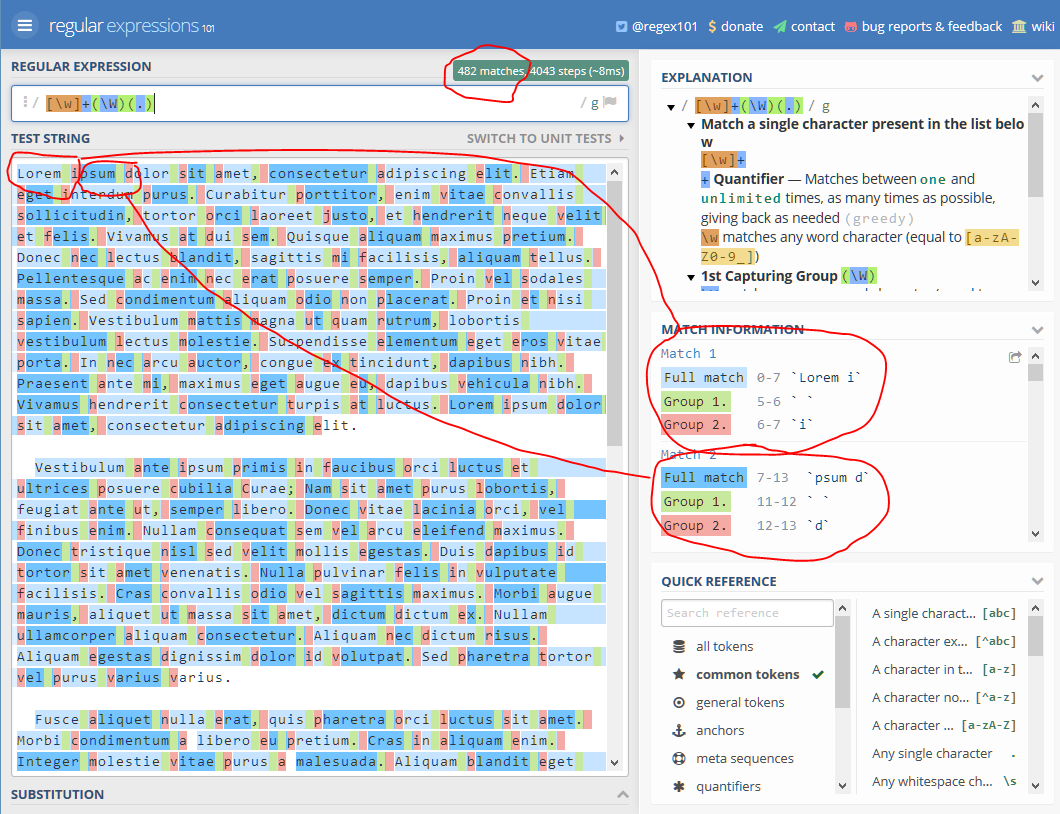 regular expressions 101
@regex101 $ donate contact bug reports & feedback wiki
REGULAR EXPRESSION
482 matches, 4043 steps (~8ms)
/ [\w]+(\W)(.) / g
TEST STRING
SWITCH TO UNIT TESTS
Lorem ipsum dolor sit amet, consectetur adipiscing elit. Etiam
eget interdum purus. Curabitur porttitor, enim vitae convallis
sollicitudin, tortor orci laoreet justo, et hendrerit neque velit
et felis. Vivamus at dui sem. Quisque aliquam maximus pretium.
Donec nec lectus blandit, sagittis mi facilisis, aliquam tellus.
Pellentesque ac enim nec erat posuere semper. Proin vel sodales
massa. Sed condimentum aliquam odio non placerat. Proin et nisi
sapien. Vestibulum mattis magna ut quam rutrum, lobortis
vestibulum lectus molestie. Suspendisse elementum eget eros vitae
porta. In nec arcu auctor, congue ex tincidunt, dapibus nibh.
Praesent ante mi, maximus eget augue eu, dapibus vehicula nibh.
Vivamus hendrerit consectetur turpis at luctus. Lorem ipsum dolor
sit amet, consectetur adipiscing elit.
Vestibulum ante ipsum primis in faucibus orci luctus et
ultrices posuere cubilia Curae; Nam sit amet purus lobortis,
feugiat ante ut, semper libero. Donec vitae lacinia orci, vel
finibus enim. Nullam consequat sem vel arcu eleifend maximus.
Donec tristique nisl sed velit mollis egestas. Duis dapibus id
tortor sit amet venenatis. Nulla pulvinar felis in vulputate
facilisis. Cras convallis odio vel sagittis maximus. Morbi augue
mauris, aliquet ut massa sit amet, dictum dictum ex. Nullam
ullamcorper aliquam consectetur. Aliquam nec dictum risus.
Aliquam egestas dignissim dolor id volutpat. Sed pharetra tortor
vel purus varius varius.
Fusce aliquet nulla erat, quis pharetra orci luctus sit amet.
Morbi condimentum a libero eu pretium. Cras in aliquam enim.
Integer molestie vitae purus a malesuada. Aliquam blandit eget
SUBSTITUTION
EXPLANATION
/ [\w]+(\W)(.) / g
Match a single character present in the list belo
w
[\w]+
+ Quantifier — Matches between one and
unlimited times, as many times as possible,
giving back as needed (greedy)
\w matches any word character (equal to [a-zA-
Z0-9_])
1st Capturing Group (\W)
MATCH INFORMATION
Match 1
Full match 0-7 `Lorem i`
Group 1. 5-6 ` `
Group 2. 6-7 `i`
Match 2
Full match 7-13 `psum d`
Group 1. 11-12 ` `
Group 2. 12-13 `d`
QUICK REFERENCE
Search reference
all tokens
common tokens
general tokens
anchors
meta sequences
quantifiers
A single charact... [abc]
A character ex... [^abc]
A character in t... [a-z]
A character no... [^a-z]
A character ... [a-zA-Z]
Any single character .
Any whitespace ch... \s